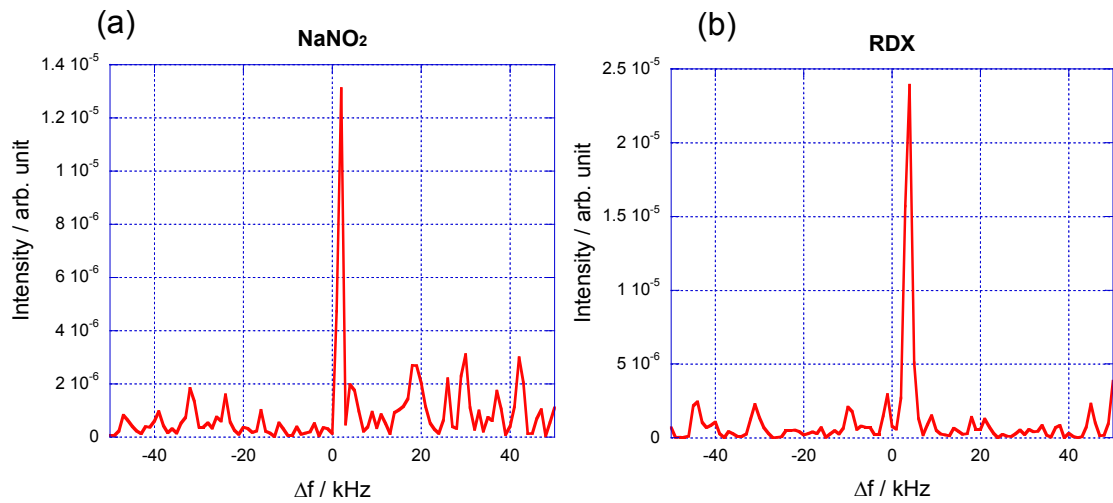 (a)
NaNO₂
1.4 10⁻⁵
1.2 10⁻⁵
1 10⁻⁵
8 10⁻⁶
6 10⁻⁶
4 10⁻⁶
2 10⁻⁶
0
Intensity / arb. unit
-40 -20 0 20 40
Δf / kHz
(b)
RDX
2.5 10⁻⁵
2 10⁻⁵
1.5 10⁻⁵
1 10⁻⁵
5 10⁻⁶
0
Intensity / arb. unit
-40 -20 0 20 40
Δf / kHz